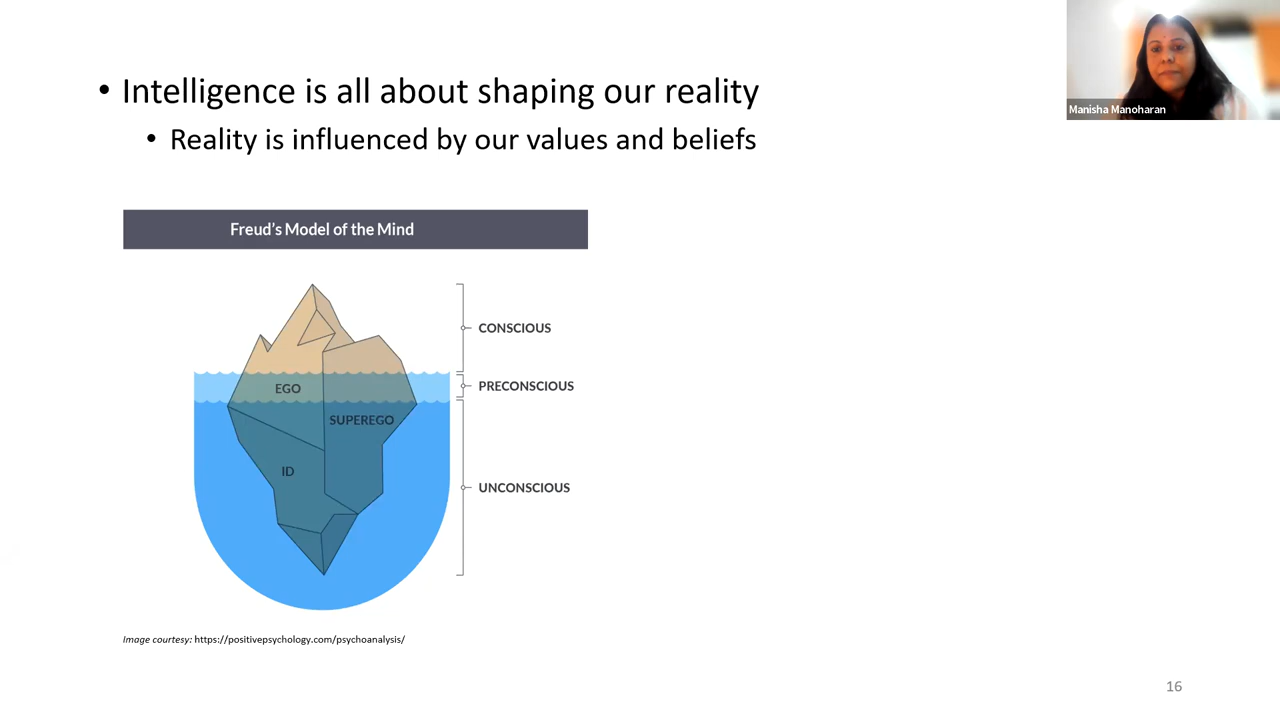 • Intelligence is all about shaping our reality
• Reality is influenced by our values and beliefs
Manisha Manoharan
Freud's Model of the Mind
CONSCIOUS
PRECONSCIOUS
EGO
SUPEREGO
ID
UNCONSCIOUS
Image courtesy: https://positivepsychology.com/psychoanalysis/
16